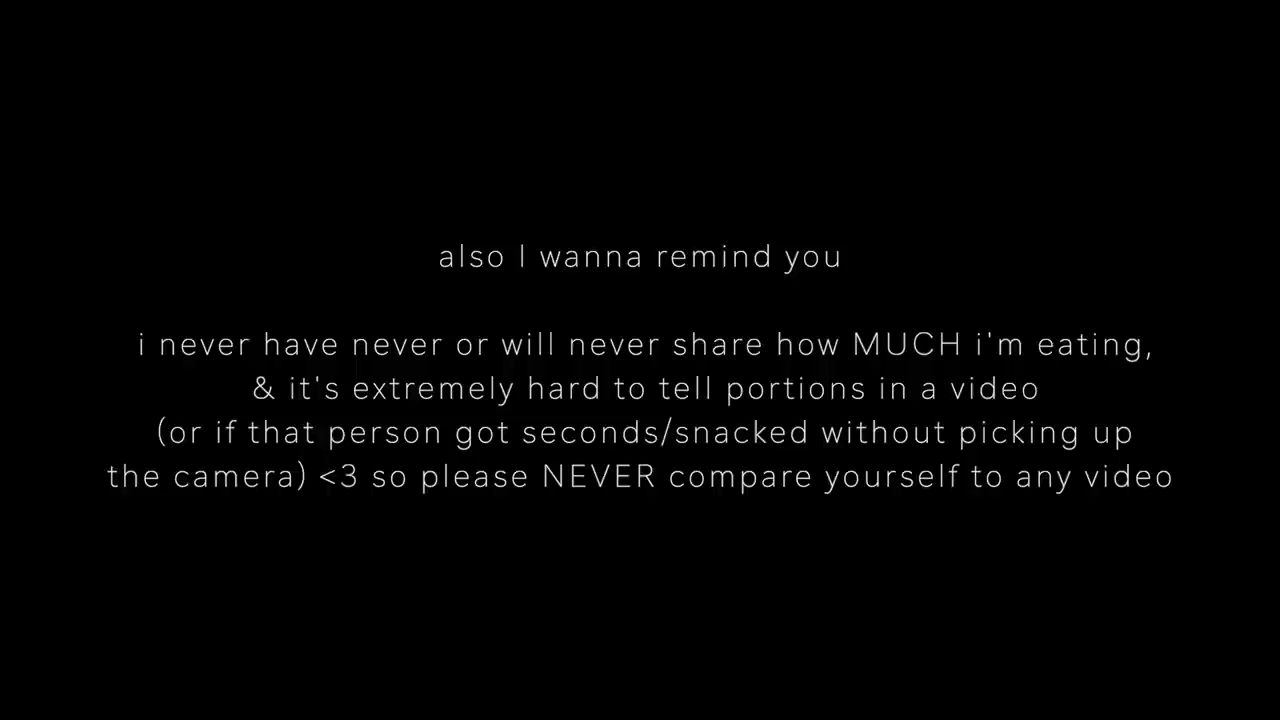 also I wanna remind you
i never have never or will never share how MUCH i'm eating,
& it's extremely hard to tell portions in a video
(or if that person got seconds/snacked without picking up
the camera) <3 so please NEVER compare yourself to any video